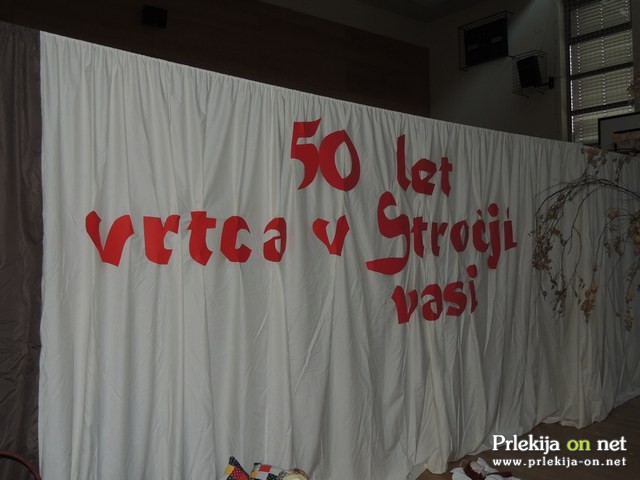 50 let
vrtca v Stročji
vasi
Prlekija on net
www.prlekija-on.net